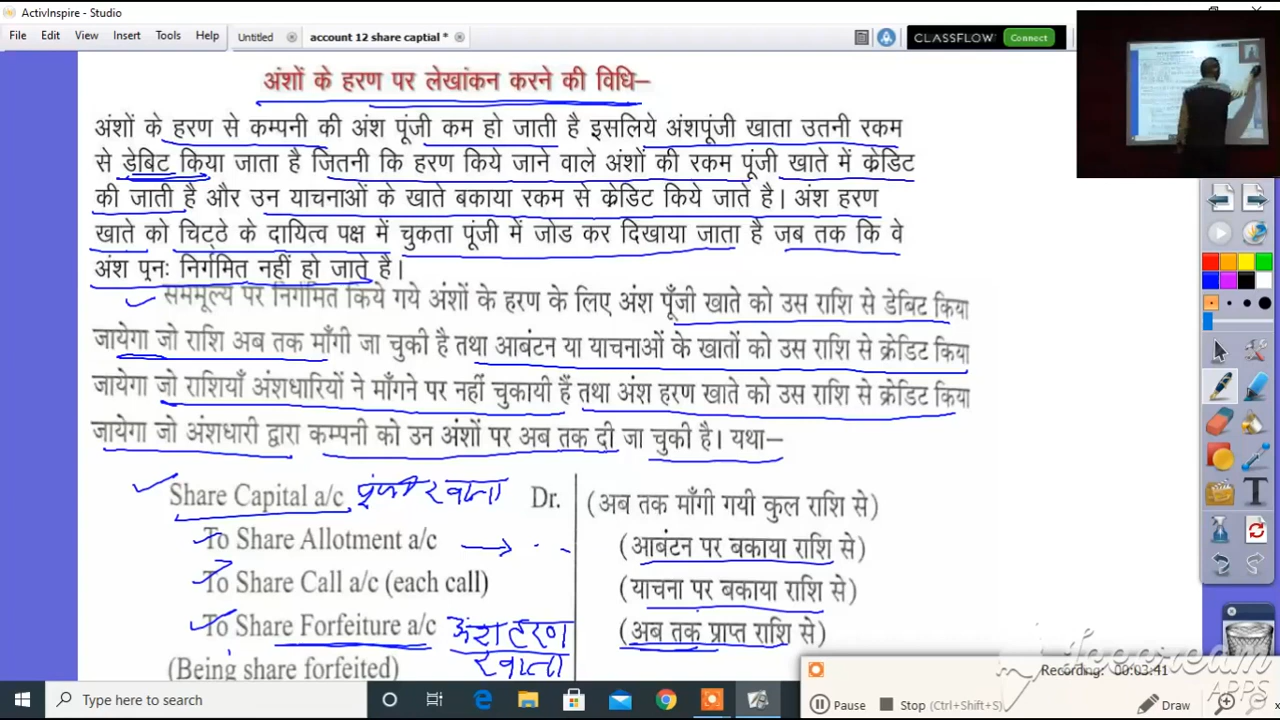 ActivInspire - Studio
File Edit View Insert Tools Help Untitled account 12 share captial * CLASSFLOW Connect
अंशों के हरण पर लेखांकन करने की विधि–
अंशों के हरण से कम्पनी की अंश पूंजी कम हो जाती है इसलिये अंशपूंजी खाता उतनी रकम
से डेबिट किया जाता है जितनी कि हरण किये जाने वाले अंशों की रकम पूंजी खाते में क्रेडिट
की जाती है और उन याचनाओं के खाते बकाया रकम से क्रेडिट किये जाते है। अंश हरण
खाते को चिट्ठे के दायित्व पक्ष में चुकता पूंजी में जोड कर दिखाया जाता है जब तक कि वे
अंश पुनः निर्गमित नहीं हो जाते है।
सममूल्य पर निर्गमित किये गये अंशों के हरण के लिए अंश पूँजी खाते को उस राशि से डेबिट किया
जायेगा जो राशि अब तक माँगी जा चुकी है तथा आबंटन या याचनाओं के खातों को उस राशि से क्रेडिट किया
जायेगा जो राशियाँ अंशधारियों ने माँगने पर नहीं चुकायी हैं तथा अंश हरण खाते को उस राशि से क्रेडिट किया
जायेगा जो अंशधारी द्वारा कम्पनी को उन अंशों पर अब तक दी जा चुकी है। यथा–
Share Capital a/c पूंजी खाता Dr. (अब तक माँगी गयी कुल राशि से)
To Share Allotment a/c (आबंटन पर बकाया राशि से)
To Share Call a/c (each call) (याचना पर बकाया राशि से)
To Share Forfeiture a/c अंश हरण (अब तक प्राप्त राशि से)
खाता
(Being share forfeited)
Recording: 00:03:41
icecream
APPS
Pause Stop (Ctrl+Shift+S) Draw
Type here to search